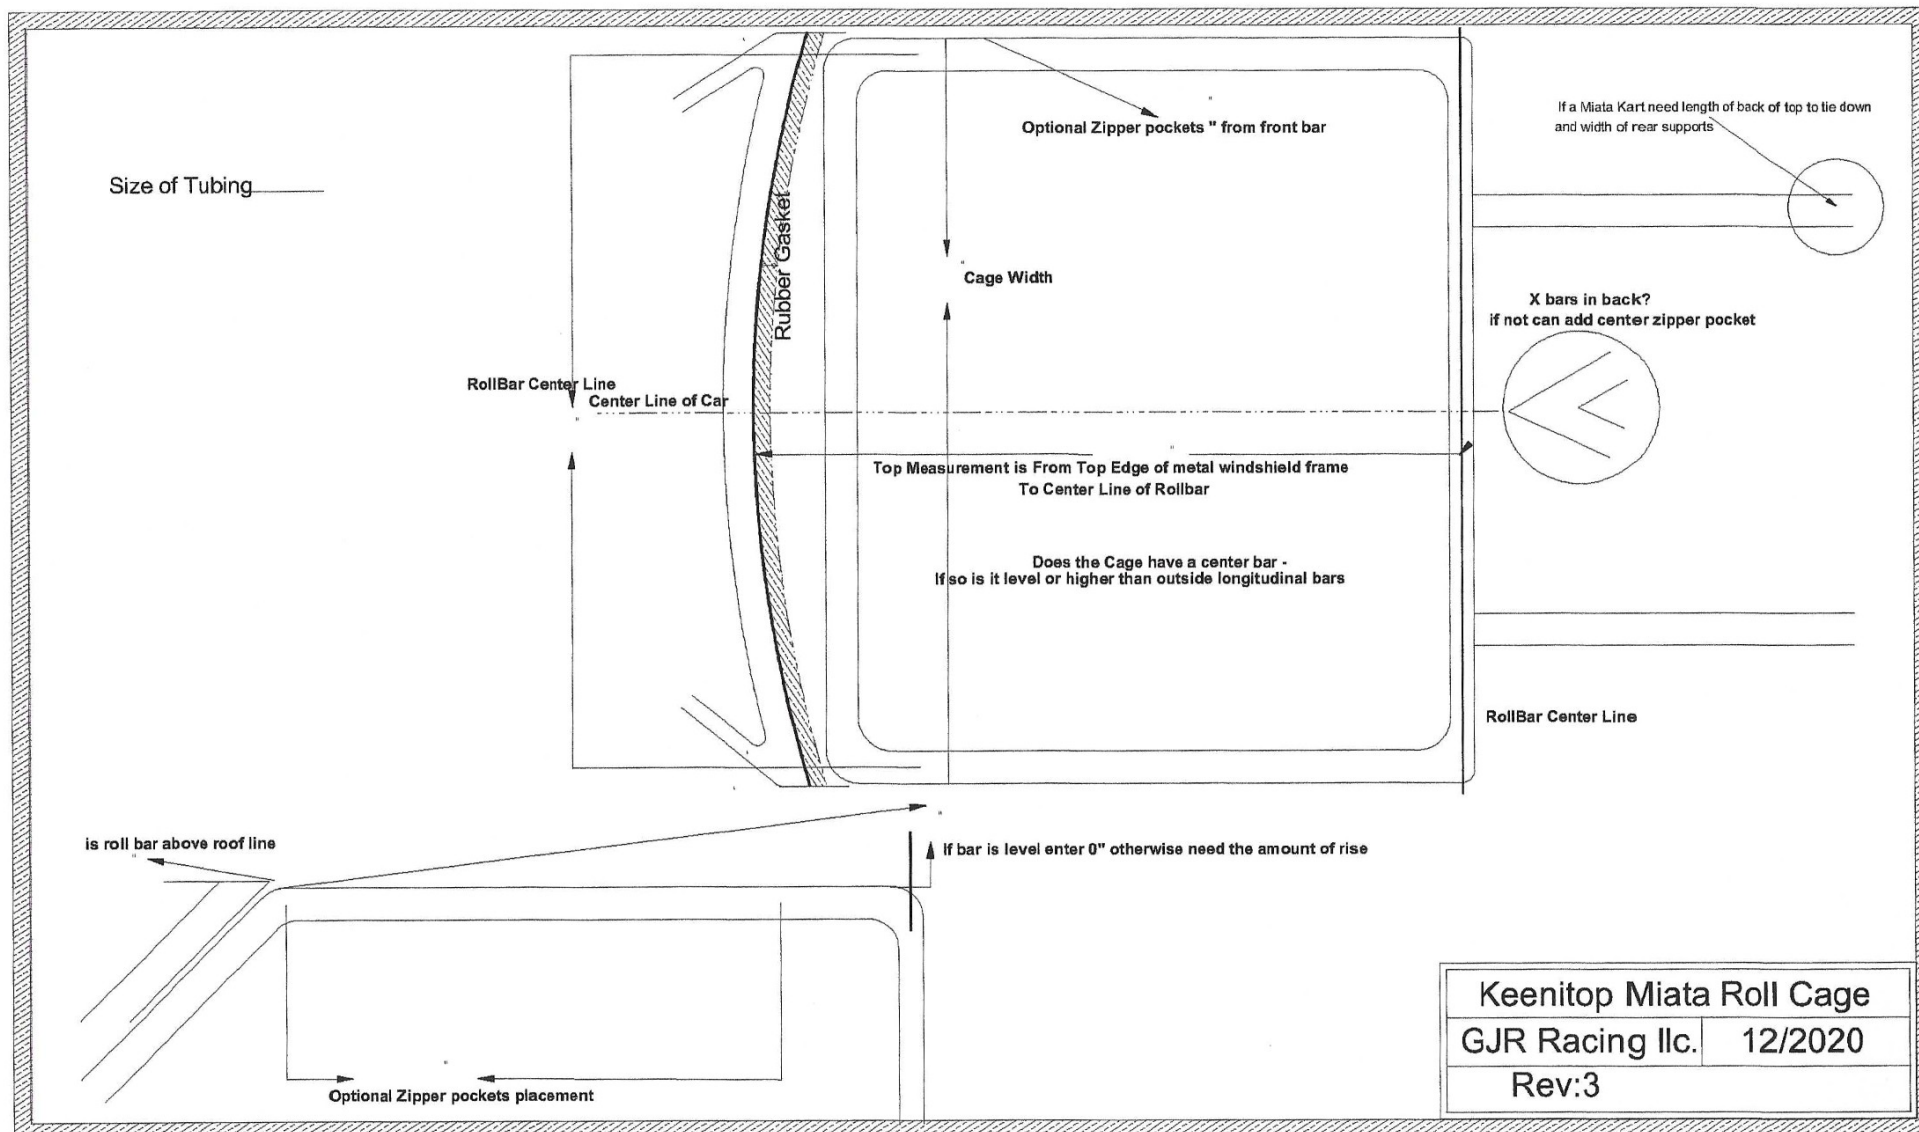 Optional Zipper pockets " from front bar
If a Miata Kart need length of back of top to tie down
and width of rear supports
Size of Tubing
Rubber Gasket
Cage Width
X bars in back?
if not can add center zipper pocket
RollBar Center Line
Center Line of Car
Top Measurement is From Top Edge of metal windshield frame
To Center Line of Rollbar
Does the Cage have a center bar -
If so is it level or higher than outside longitudinal bars
RollBar Center Line
is roll bar above roof line
"
If bar is level enter 0" otherwise need the amount of rise
Optional Zipper pockets placement
Keenitop Miata Roll Cage
GJR Racing llc.
12/2020
Rev:3